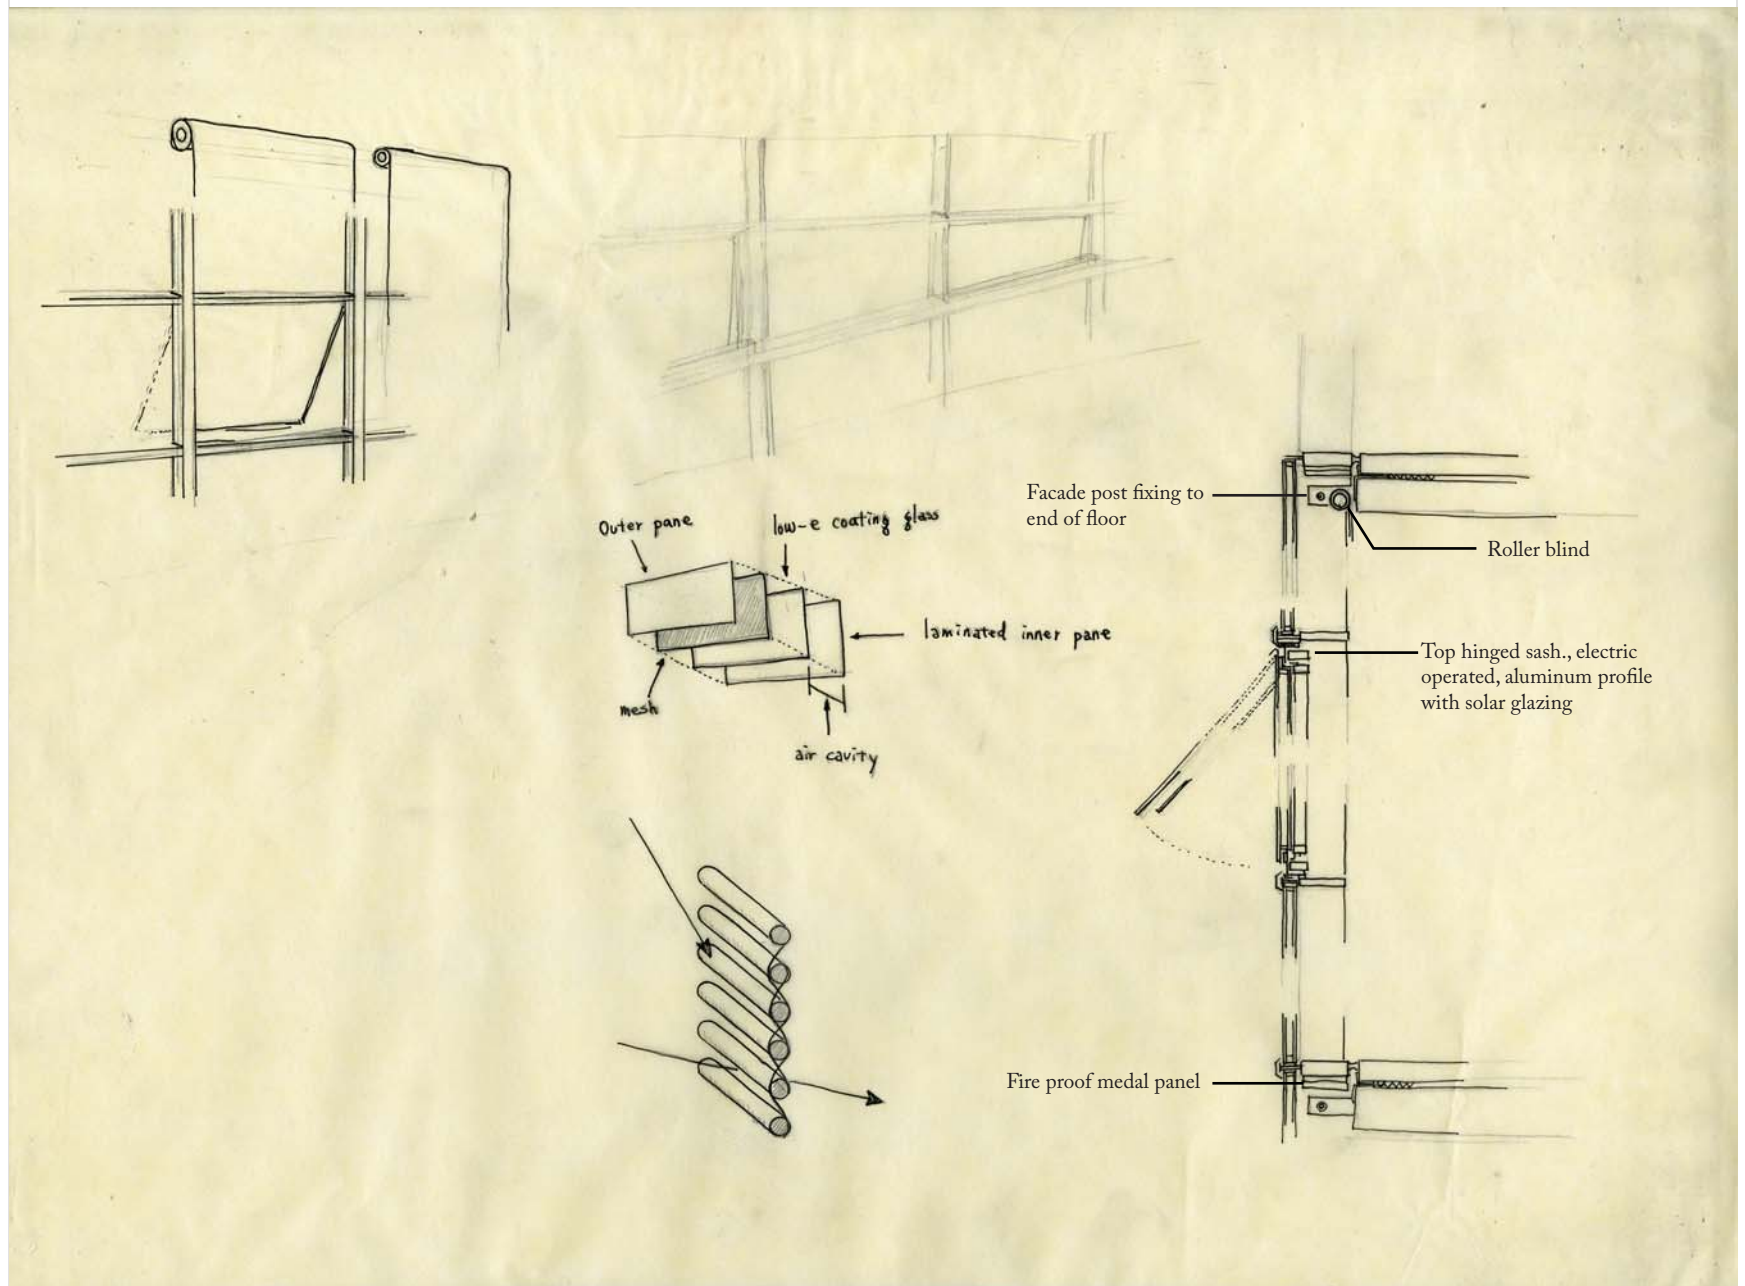 Outer pane
low-e coating glass
laminated inner pane
mesh
air cavity
Facade post fixing to
end of floor
Roller blind
Top hinged sash., electric
operated, aluminum profile
with solar glazing
Fire proof medal panel